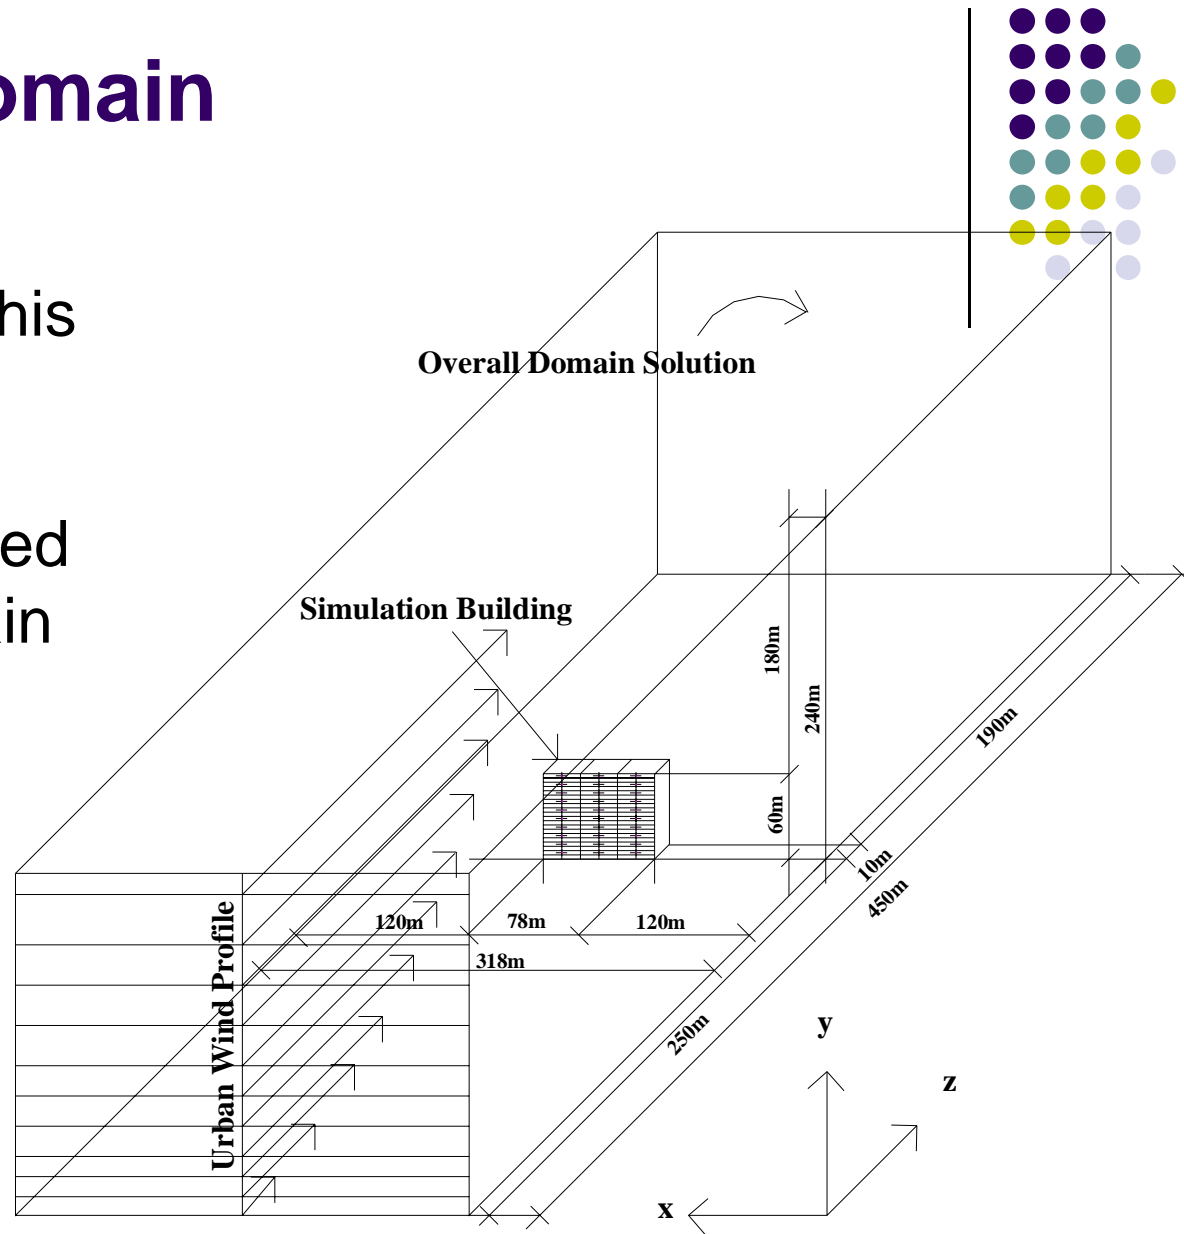 omain
his
ed
in
Overall Domain Solution
Simulation Building
180m
240m
190m
60m
10m
450m
120m
78m
120m
318m
250m
Urban Wind Profile
y
z
x